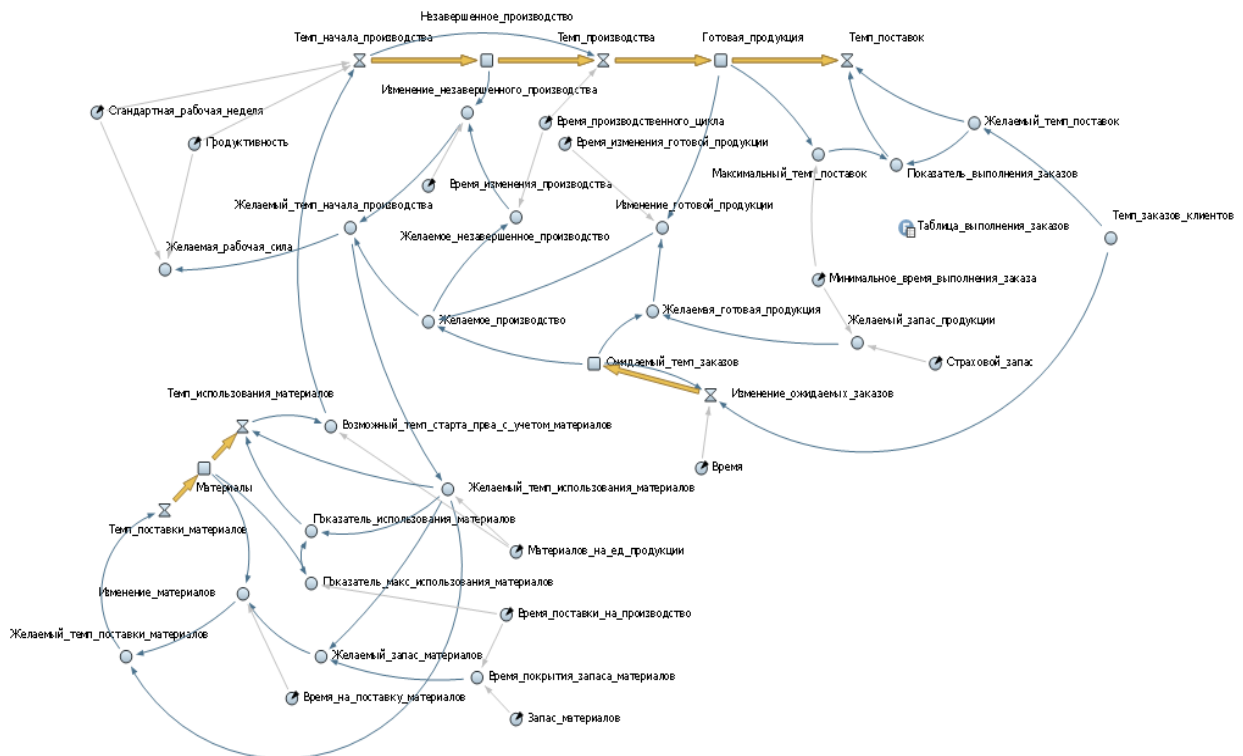 Незавершенное_производство
Темп_начала_производства
Темп_производства
Готовая_продукция
Темп_поставок
Изменение_незавершенного_производства
Стандартная_рабочая_неделя
Время_производственного_цикла
Желаемый_темп_поставок
Продуктивность
Время_изменения_готовой_продукции
Максимальный_темп_поставок
Показатель_выполнения_заказов
Время_изменения_производства
Желаемый_темп_начала_производства
Изменение_готовой_продукции
Темп_заказов_клиентов
Таблица_выполнения_заказов
Желаемое_незавершенное_производство
Желаемая_рабочая_сила
Минимальное_время_выполнения_заказа
Желаемая_готовая_продукция
Желаемое_производство
Желаемый_запас_продукции
Ожидаемый_темп_заказов
Страховой_запас
Темп_использования_материалов
Изменение_ожидаемых_заказов
Возможный_темп_старта_прва_с_учетом_материалов
Время
Материалы
Желаемый_темп_использования_материалов
Показатель_использования_материалов
Темп_поставки_материалов
Материалов_на_ед_продукции
Показатель_макс_использования_материалов
Изменение_материалов
Время_поставки_на_производство
Желаемый_темп_поставки_материалов
Желаемый_запас_материалов
Время_покрытия_запаса_материалов
Время_на_поставку_материалов
Запас_материалов